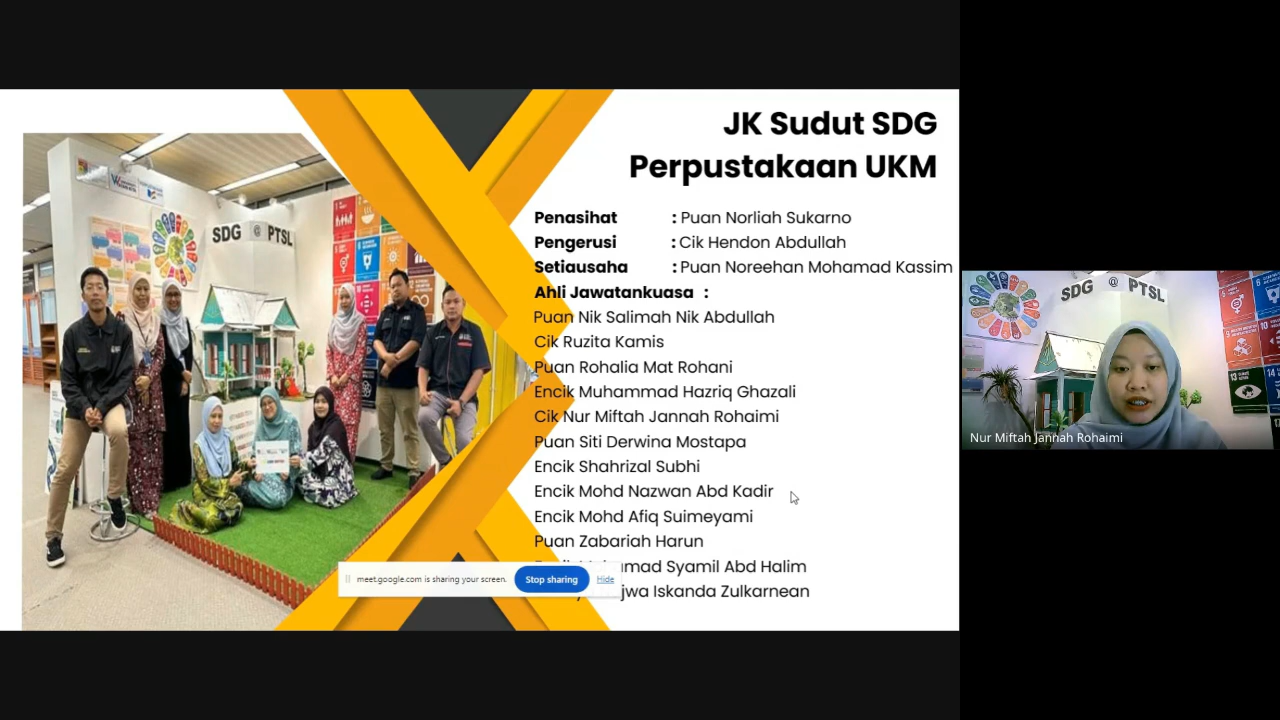 JK Sudut SDG
Perpustakaan UKM
Penasihat : Puan Norliah Sukarno
Pengerusi : Cik Hendon Abdullah
Setiausaha : Puan Noreehan Mohamad Kassim
Ahli Jawatankuasa :
Puan Nik Salimah Nik Abdullah
Cik Ruzita Kamis
Puan Rohalia Mat Rohani
Encik Muhammad Hazriq Ghazali
Cik Nur Miftah Jannah Rohaimi
Puan Siti Derwina Mostapa
Encik Shahrizal Subhi
Encik Mohd Nazwan Abd Kadir
Encik Mohd Afiq Suimeyami
Puan Zabariah Harun
Syamil Abd Halim
Iskanda Zulkarnean
SDG @ PTSL
meet.google.com is sharing your screen. Stop sharing Hide
SDG @ PTSL
Nur Miftah Jannah Rohaimi